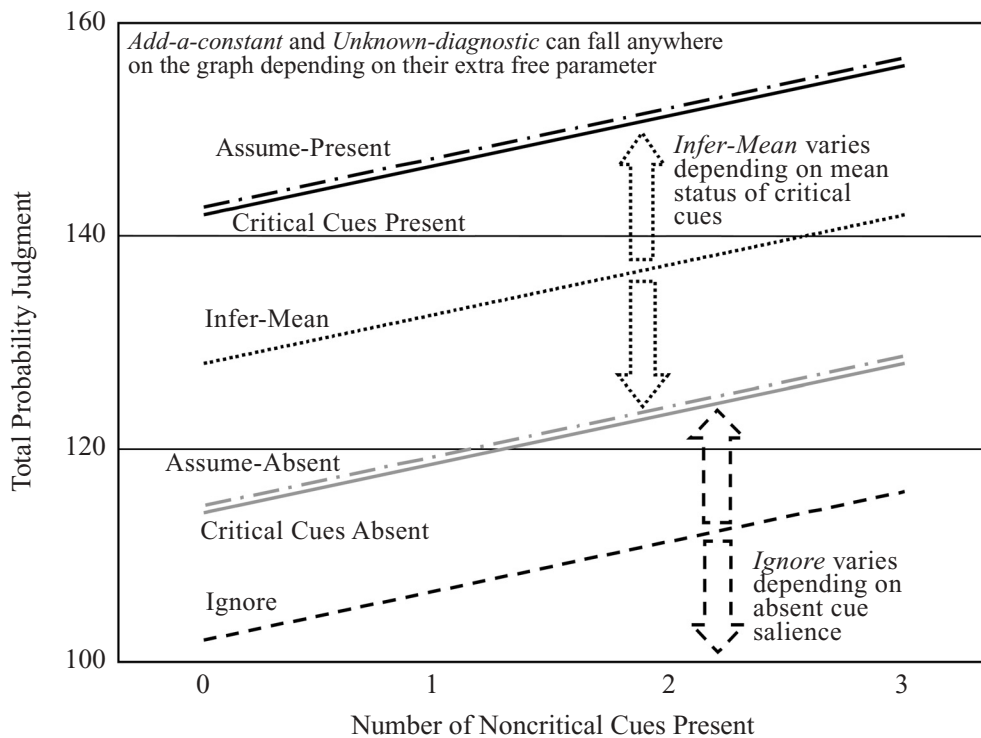 160
Add-a-constant and Unknown-diagnostic can fall anywhere
on the graph depending on their extra free parameter
Assume-Present
Infer-Mean varies
depending on mean
status of critical
cues
Critical Cues Present
140
Infer-Mean
Total Probability Judgment
120
Assume-Absent
Critical Cues Absent
Ignore varies
depending on
absent cue
salience
Ignore
100
0
1
2
3
Number of Noncritical Cues Present